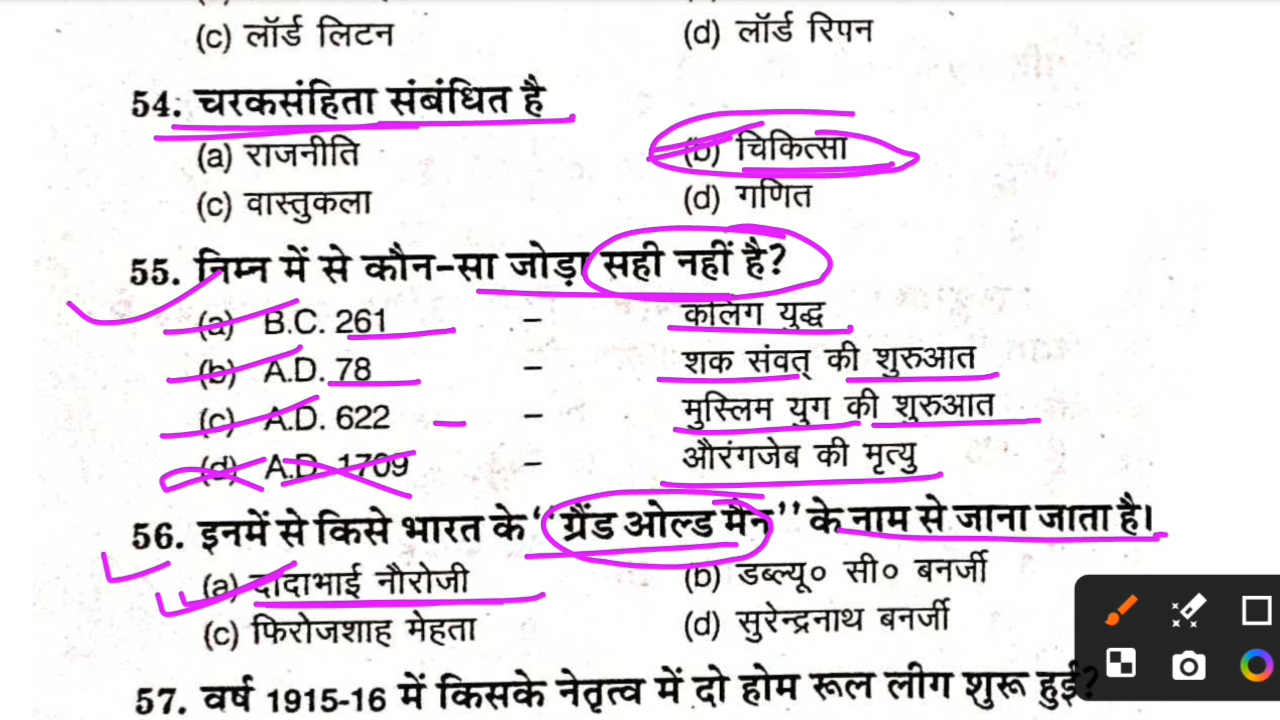 (c) लॉर्ड लिटन (d) लॉर्ड रिपन
54. चरकसंहिता संबंधित है
(a) राजनीति (b) चिकित्सा
(c) वास्तुकला (d) गणित
55. निम्न में से कौन-सा जोड़ा सही नहीं है?
(a) B.C. 261 – कलिंग युद्ध
(b) A.D. 78 – शक संवत् की शुरुआत
(c) A.D. 622 – मुस्लिम युग की शुरुआत
(d) A.D. 1709 – औरंगजेब की मृत्यु
56. इनमें से किसे भारत के "ग्रैंड ओल्ड मैन" के नाम से जाना जाता है।
(a) दादाभाई नौरोजी (b) डब्ल्यू० सी० बनर्जी
(c) फिरोजशाह मेहता (d) सुरेन्द्रनाथ बनर्जी
57. वर्ष 1915-16 में किसके नेतृत्व में दो होम रूल लीग शुरू हुई?